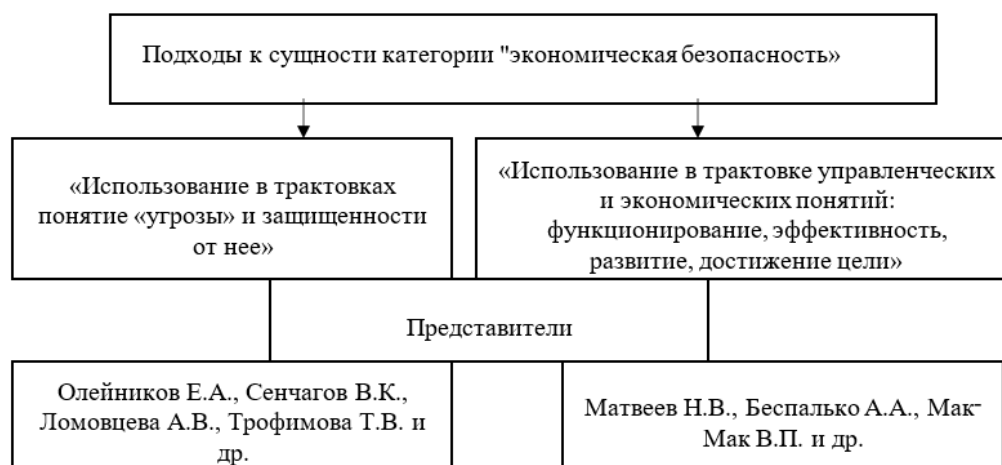 Подходы к сущности категории "экономическая безопасность»
«Использование в трактовках
понятие «угрозы» и защищенности
от нее»
«Использование в трактовке управленческих
и экономических понятий:
функционирование, эффективность,
развитие, достижение цели»
Представители
Олейников Е.А., Сенчагов В.К.,
Ломовцева А.В., Трофимова Т.В. и
др.
Матвеев Н.В., Беспалько А.А., Мак-
Мак В.П. и др.